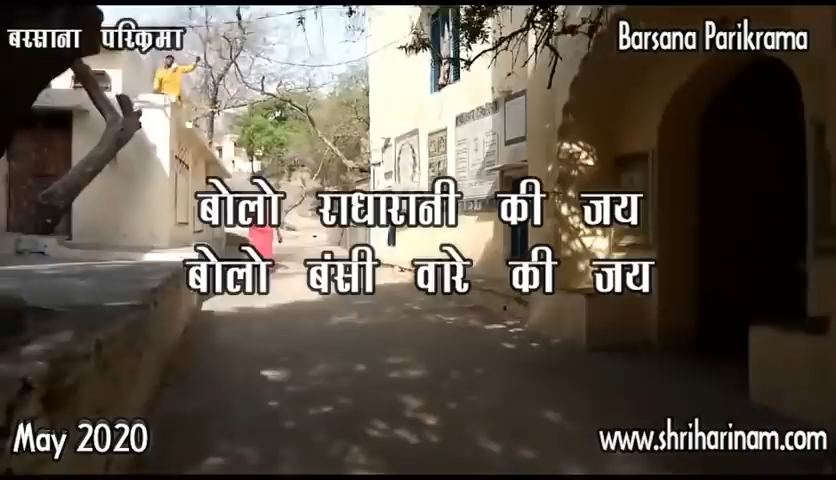 बरसाना परिक्रमा
Barsana Parikrama
बोलो राधारानी की जय
बोलो बंसी वारे की जय
May 2020
www.shriharinam.com